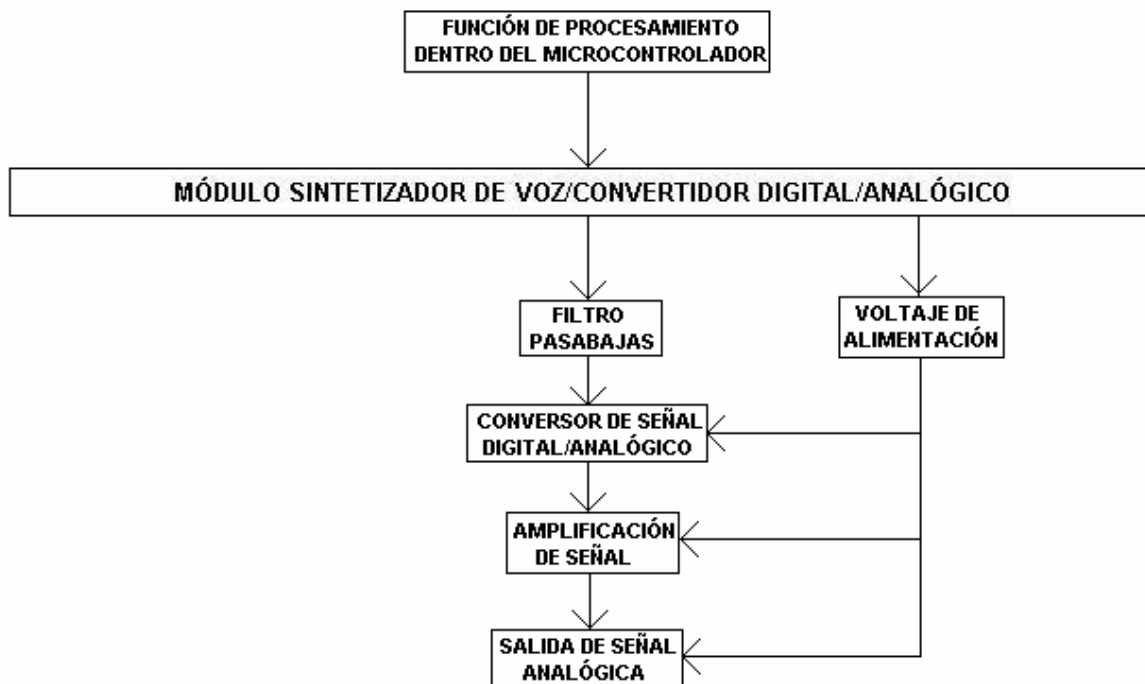 FUNCIÓN DE PROCESAMIENTO
DENTRO DEL MICROCONTROLADOR
MÓDULO SINTETIZADOR DE VOZ/CONVERTIDOR DIGITAL/ANALÓGICO
FILTRO
PASABAJAS
VOLTAJE DE
ALIMENTACIÓN
CONVERSOR DE SEÑAL
DIGITAL/ANALÓGICO
AMPLIFICACIÓN
DE SEÑAL
SALIDA DE SEÑAL
ANALÓGICA